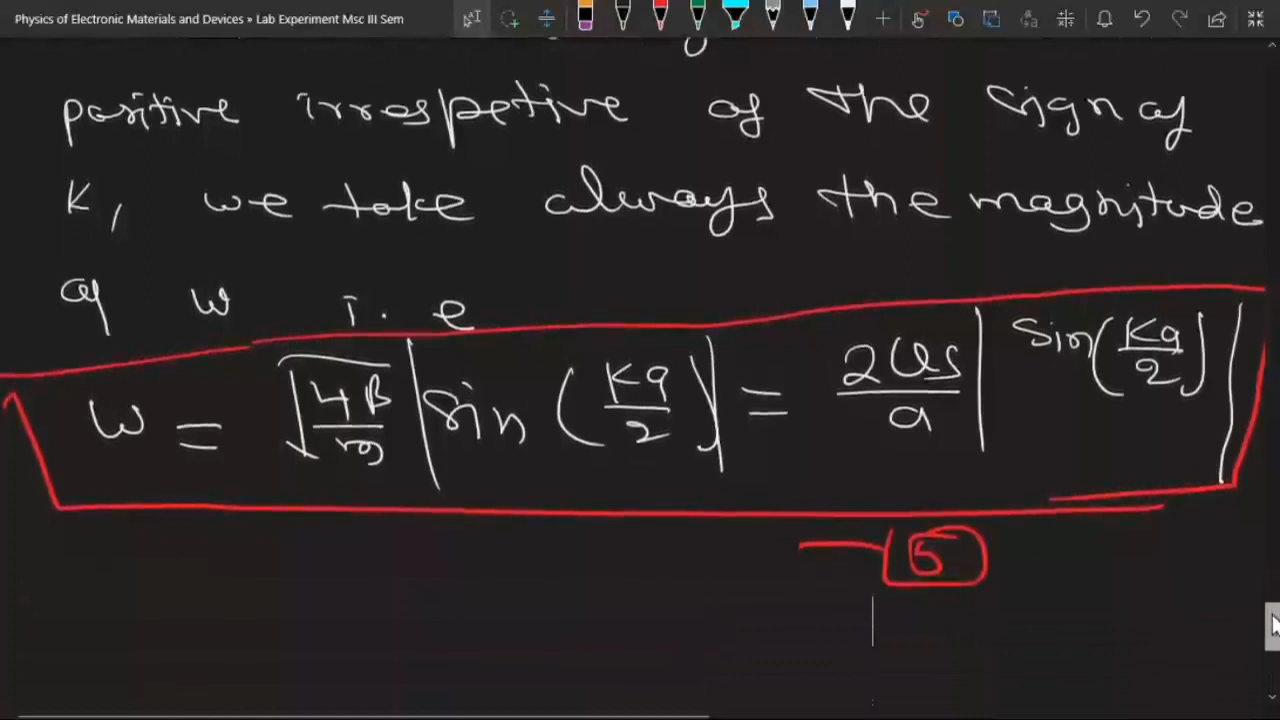 Physics of Electronic Materials and Devices » Lab Experiment Msc III Sem
positive irrespetive of the sign of
K, we take always the magnitude
of ω i.e
ω = √(4β/m) |sin (Ka/2)| = 2υs/a |sin(Ka/2)|
5